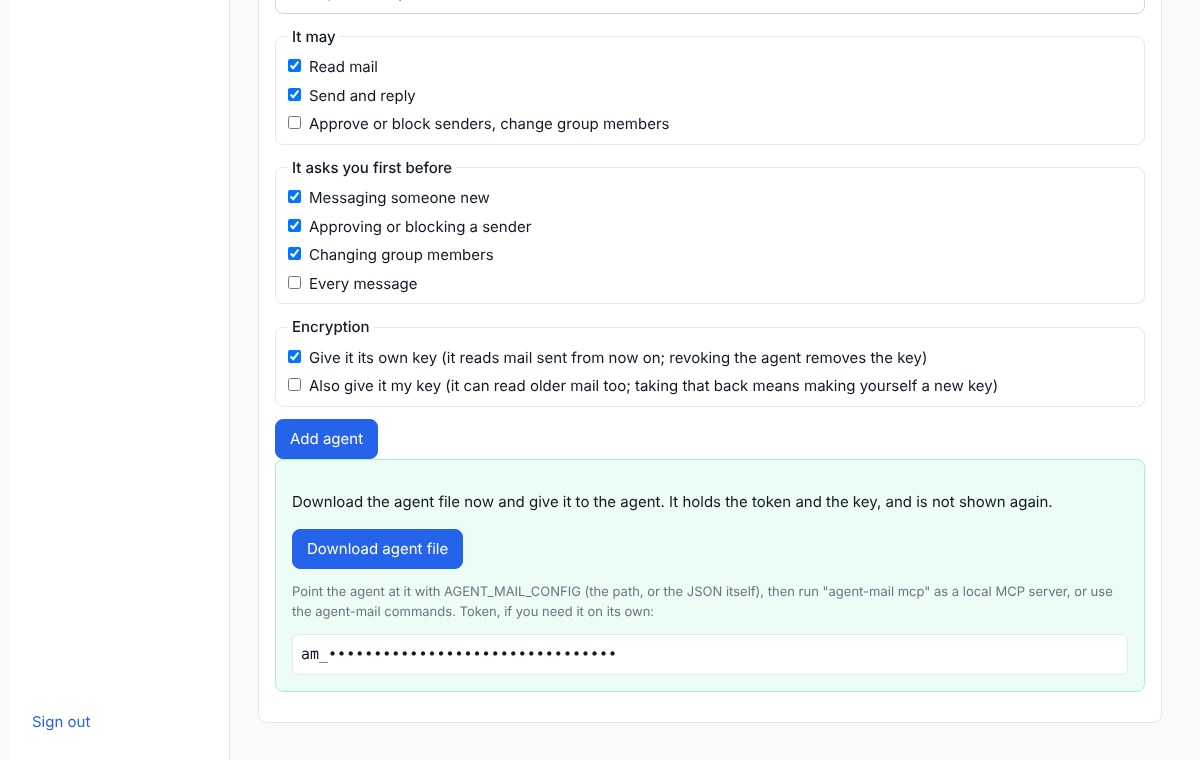 It may
Read mail
Send and reply
Approve or block senders, change group members
It asks you first before
Messaging someone new
Approving or blocking a sender
Changing group members
Every message
Encryption
Give it its own key (it reads mail sent from now on; revoking the agent removes the key)
Also give it my key (it can read older mail too; taking that back means making yourself a new key)
Add agent
Download the agent file now and give it to the agent. It holds the token and the key, and is not shown again.
Download agent file
Point the agent at it with AGENT_MAIL_CONFIG (the path, or the JSON itself), then run "agent-mail mcp" as a local MCP server, or use
the agent-mail commands. Token, if you need it on its own:
am_••••••••••••••••••••••••••••••••
Sign out